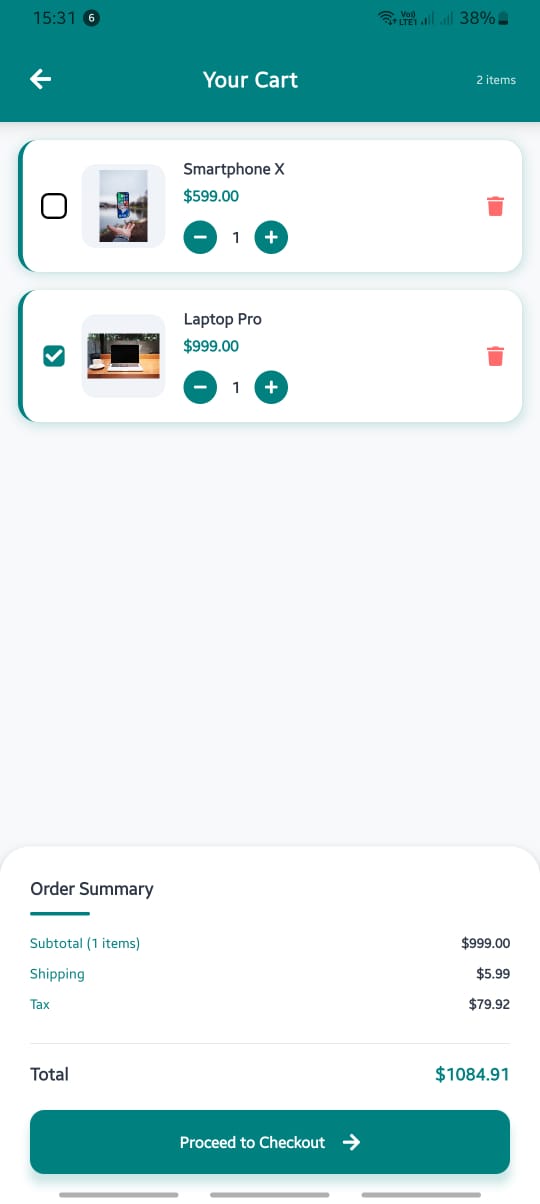 15:31 6 Vo)) LTE1 38%
Your Cart
2 items
Smartphone X
$599.00
1
Laptop Pro
$999.00
1
Order Summary
Subtotal (1 items) $999.00
Shipping $5.99
Tax $79.92
Total $1084.91
Proceed to Checkout